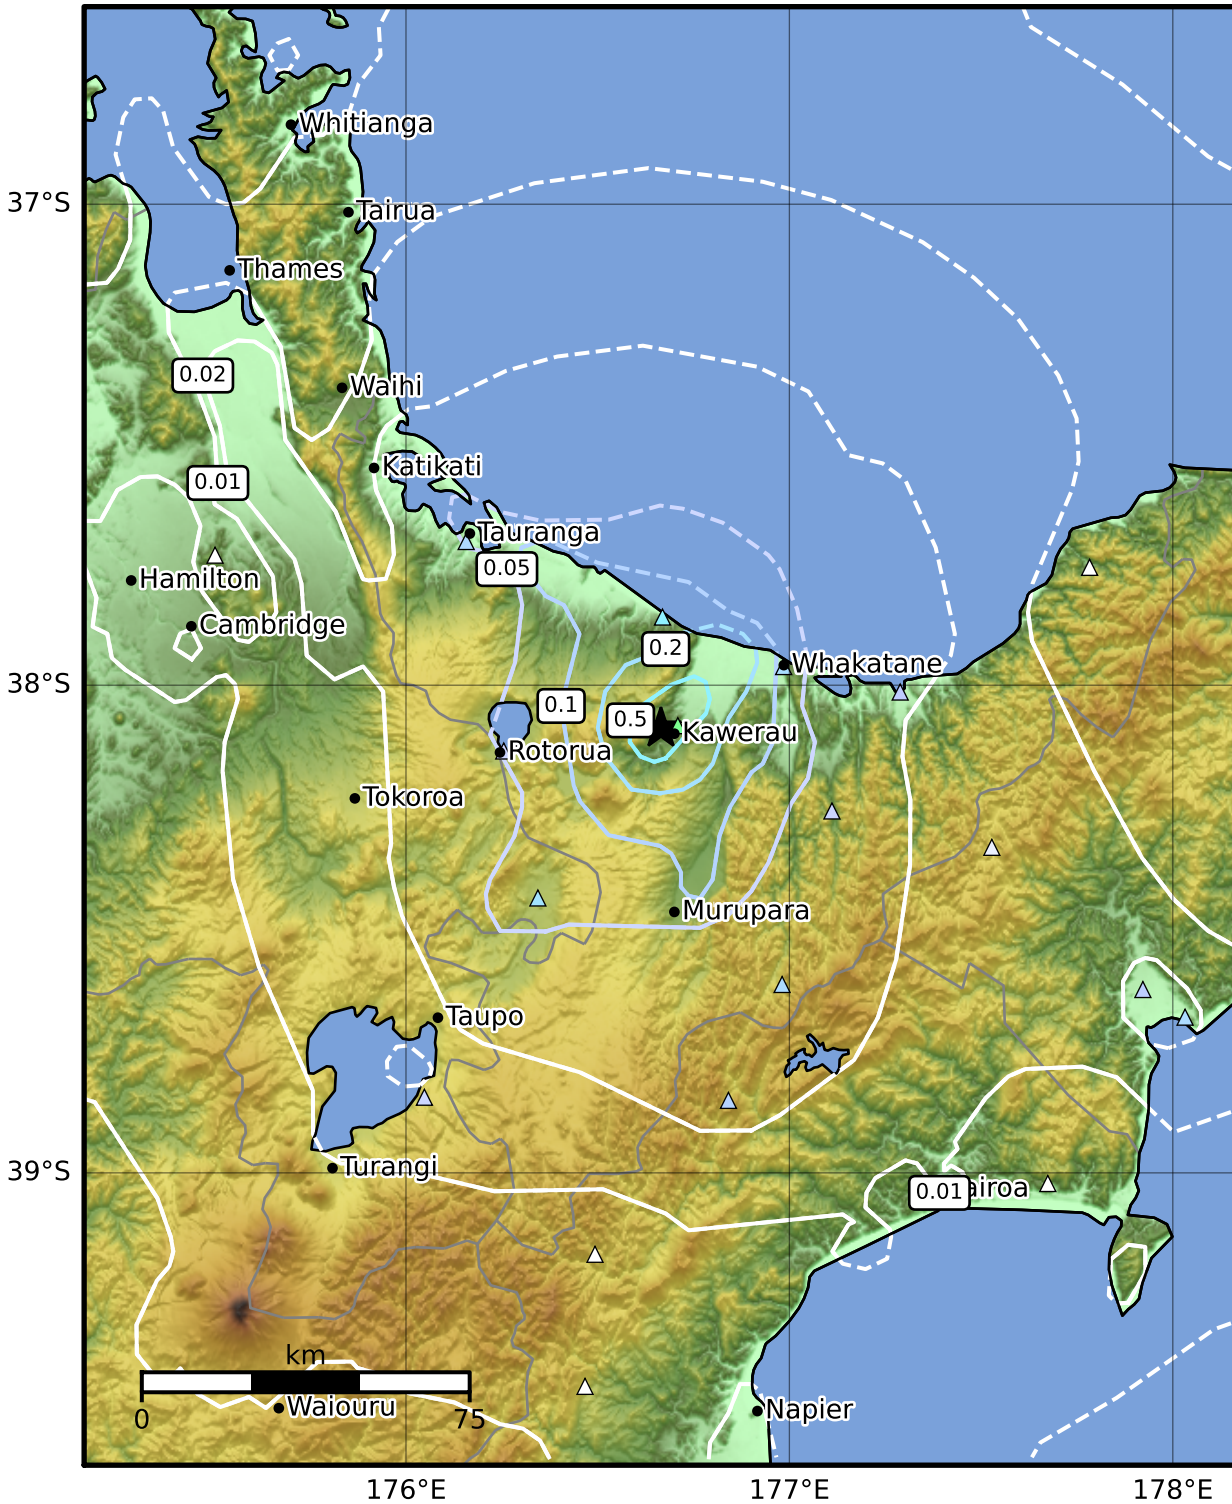 Whitianga
37°S
Tairua
Thames
0.02
Waihi
Katikati
0.01
Tauranga
0.05
Hamilton
Cambridge
0.2
Whakatane
38°S
0.1
0.5
Kawerau
Rotorua
Tokoroa
Murupara
Taupo
Turangi
39°S
0.01
airoa
km
0
75
Waiouru
Napier
176°E
177°E
178°E